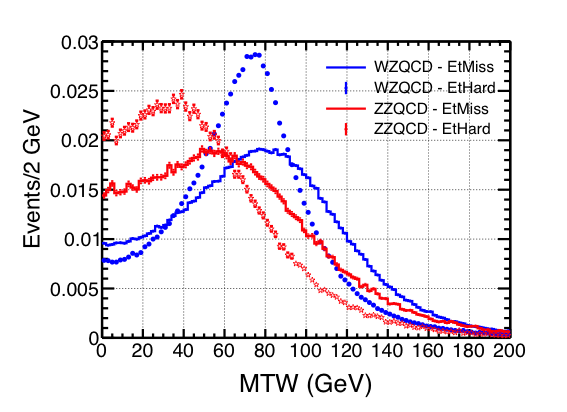 0.03
0.025
0.02
0.015
0.01
0.005
0
Events/2 GeV
WZQCD - EtMiss
WZQCD - EtHard
ZZQCD - EtMiss
ZZQCD - EtHard
0 20 40 60 80 100 120 140 160 180 200
MTW (GeV)